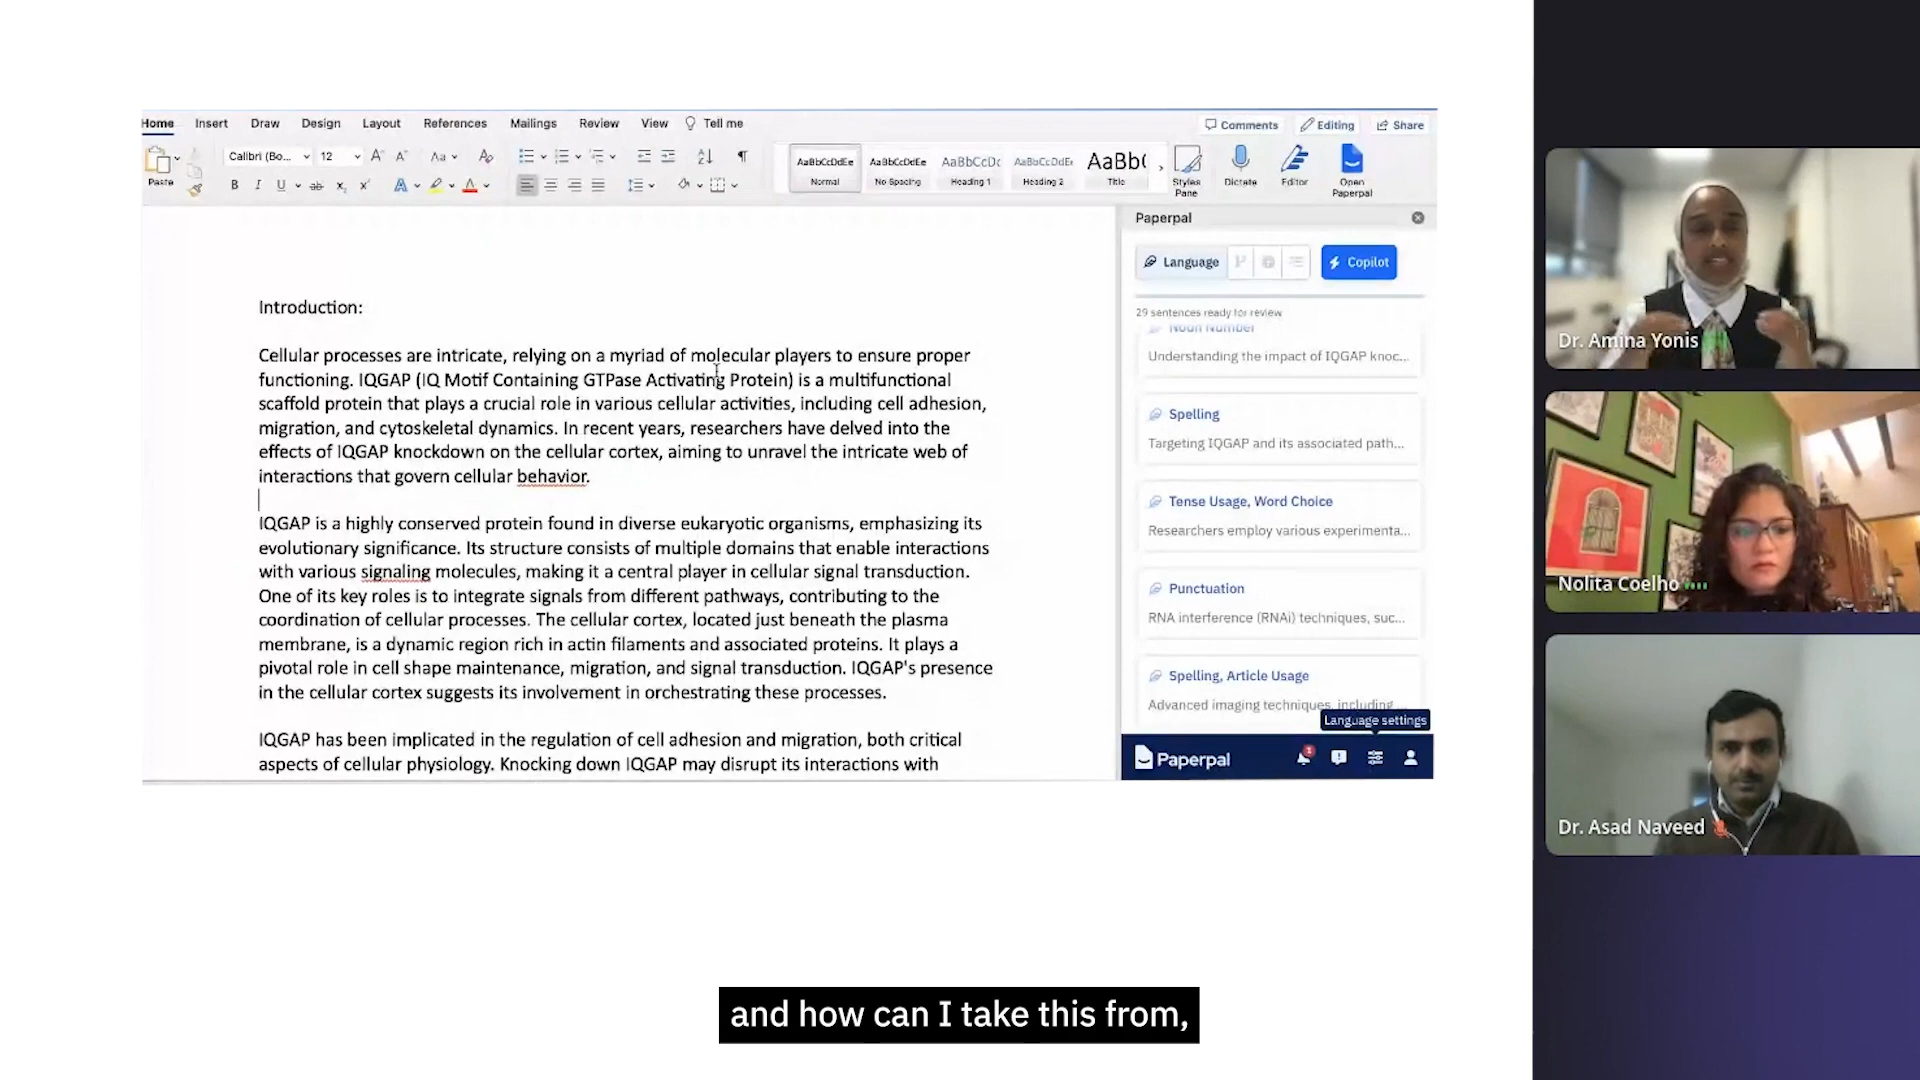 Home Insert Draw Design Layout References Mailings Review View Tell me Comments Editing Share
Calibri (Bo... 12
Paste
AaBbCcDdEe AaBbCcDdEe AaBbCcDc AaBbCcDdEe AaBb(
Normal No Spacing Heading 1 Heading 2 Title
Styles Pane Dictate Editor Open Paperpal
Introduction:
Cellular processes are intricate, relying on a myriad of molecular players to ensure proper
functioning. IQGAP (IQ Motif Containing GTPase Activating Protein) is a multifunctional
scaffold protein that plays a crucial role in various cellular activities, including cell adhesion,
migration, and cytoskeletal dynamics. In recent years, researchers have delved into the
effects of IQGAP knockdown on the cellular cortex, aiming to unravel the intricate web of
interactions that govern cellular behavior.
IQGAP is a highly conserved protein found in diverse eukaryotic organisms, emphasizing its
evolutionary significance. Its structure consists of multiple domains that enable interactions
with various signaling molecules, making it a central player in cellular signal transduction.
One of its key roles is to integrate signals from different pathways, contributing to the
coordination of cellular processes. The cellular cortex, located just beneath the plasma
membrane, is a dynamic region rich in actin filaments and associated proteins. It plays a
pivotal role in cell shape maintenance, migration, and signal transduction. IQGAP's presence
in the cellular cortex suggests its involvement in orchestrating these processes.
IQGAP has been implicated in the regulation of cell adhesion and migration, both critical
aspects of cellular physiology. Knocking down IQGAP may disrupt its interactions with
Paperpal
Language Copilot
29 sentences ready for review
Noun Number
Understanding the impact of IQGAP knoc...
Spelling
Targeting IQGAP and its associated path...
Tense Usage, Word Choice
Researchers employ various experimenta...
Punctuation
RNA interference (RNAi) techniques, suc...
Spelling, Article Usage
Advanced imaging techniques, including ...
Language settings
Paperpal
1
Dr. Amina Yonis
Nolita Coelho
Dr. Asad Naveed
and how can I take this from,